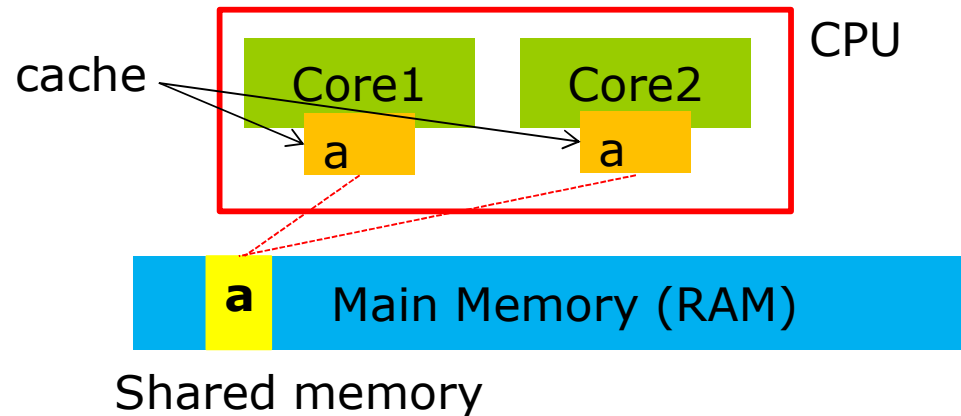 CPU
cache
Core1
Core2
a
a
a
Main Memory (RAM)
Shared memory